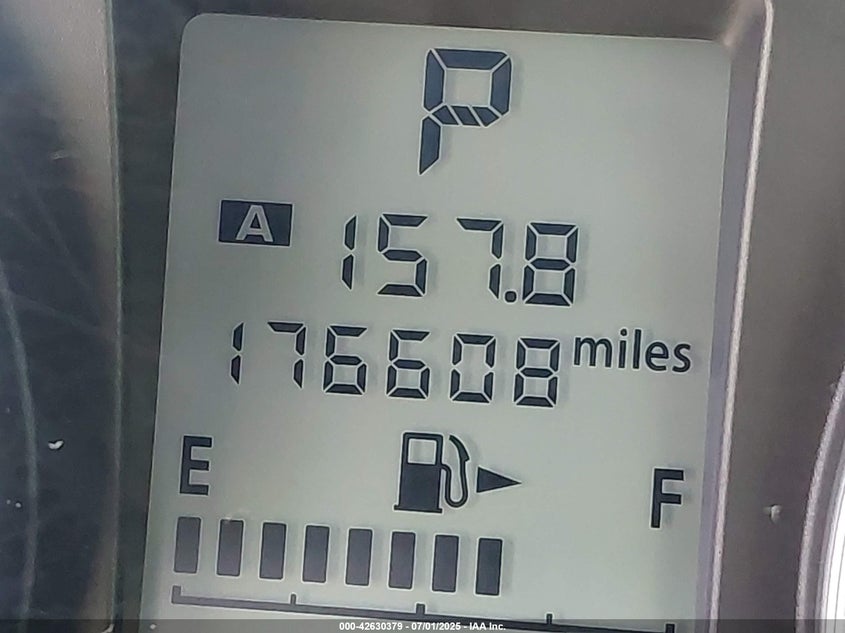 P
A 157.8
176608 miles
E F
000-42630379 - 07/01/2025 - IAA Inc.